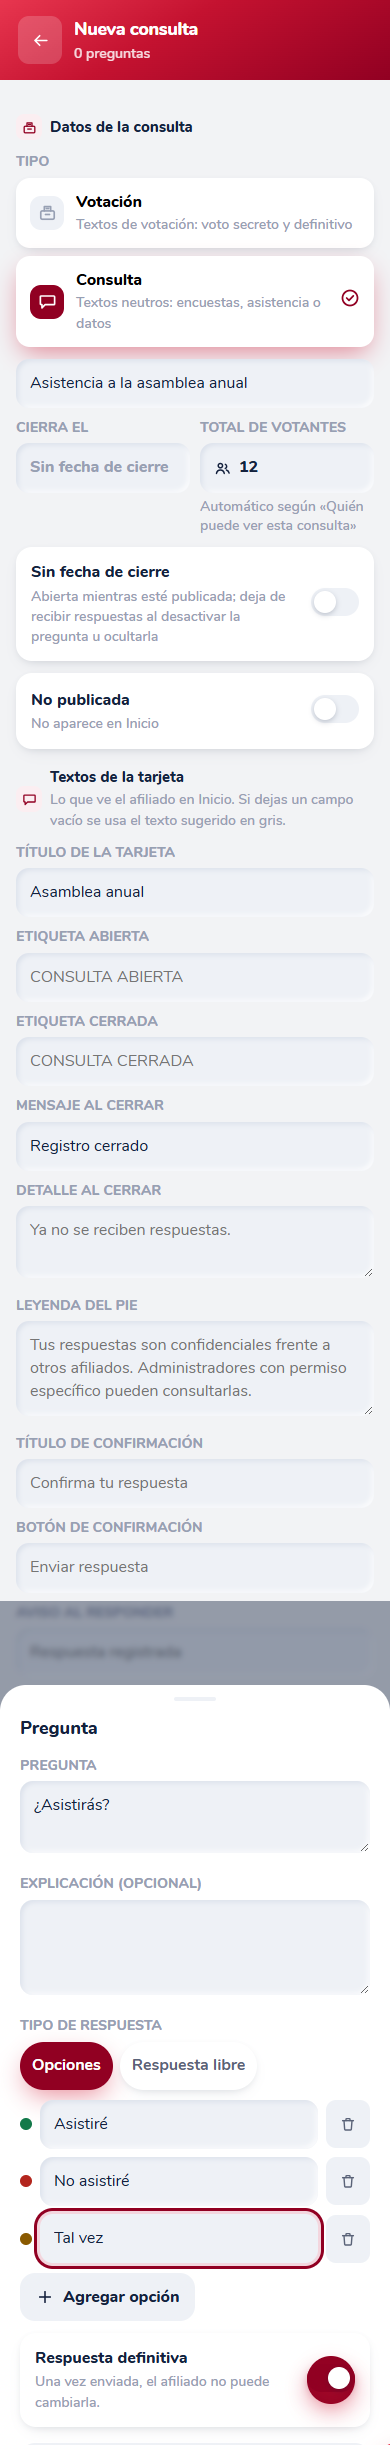 Nueva consulta
0 preguntas
Datos de la consulta
TIPO
Votación
Textos de votación: voto secreto y definitivo
Consulta
Textos neutros: encuestas, asistencia o
datos
Asistencia a la asamblea anual
CIERRA EL
TOTAL DE VOTANTES
Sin fecha de cierre
12
Automático según «Quién
puede ver esta consulta»
Sin fecha de cierre
Abierta mientras esté publicada; deja de
recibir respuestas al desactivar la
pregunta u ocultarla
No publicada
No aparece en Inicio
Textos de la tarjeta
Lo que ve el afiliado en Inicio. Si dejas un campo
vacío se usa el texto sugerido en gris.
TÍTULO DE LA TARJETA
Asamblea anual
ETIQUETA ABIERTA
CONSULTA ABIERTA
ETIQUETA CERRADA
CONSULTA CERRADA
MENSAJE AL CERRAR
Registro cerrado
DETALLE AL CERRAR
Ya no se reciben respuestas.
LEYENDA DEL PIE
Tus respuestas son confidenciales frente a
otros afiliados. Administradores con permiso
específico pueden consultarlas.
TÍTULO DE CONFIRMACIÓN
Confirma tu respuesta
BOTÓN DE CONFIRMACIÓN
Enviar respuesta
AVISO AL RESPONDER
Respuesta registrada
Pregunta
PREGUNTA
¿Asistirás?
EXPLICACIÓN (OPCIONAL)
TIPO DE RESPUESTA
Opciones
Respuesta libre
Asistiré
No asistiré
Tal vez
Agregar opción
Respuesta definitiva
Una vez enviada, el afiliado no puede
cambiarla.